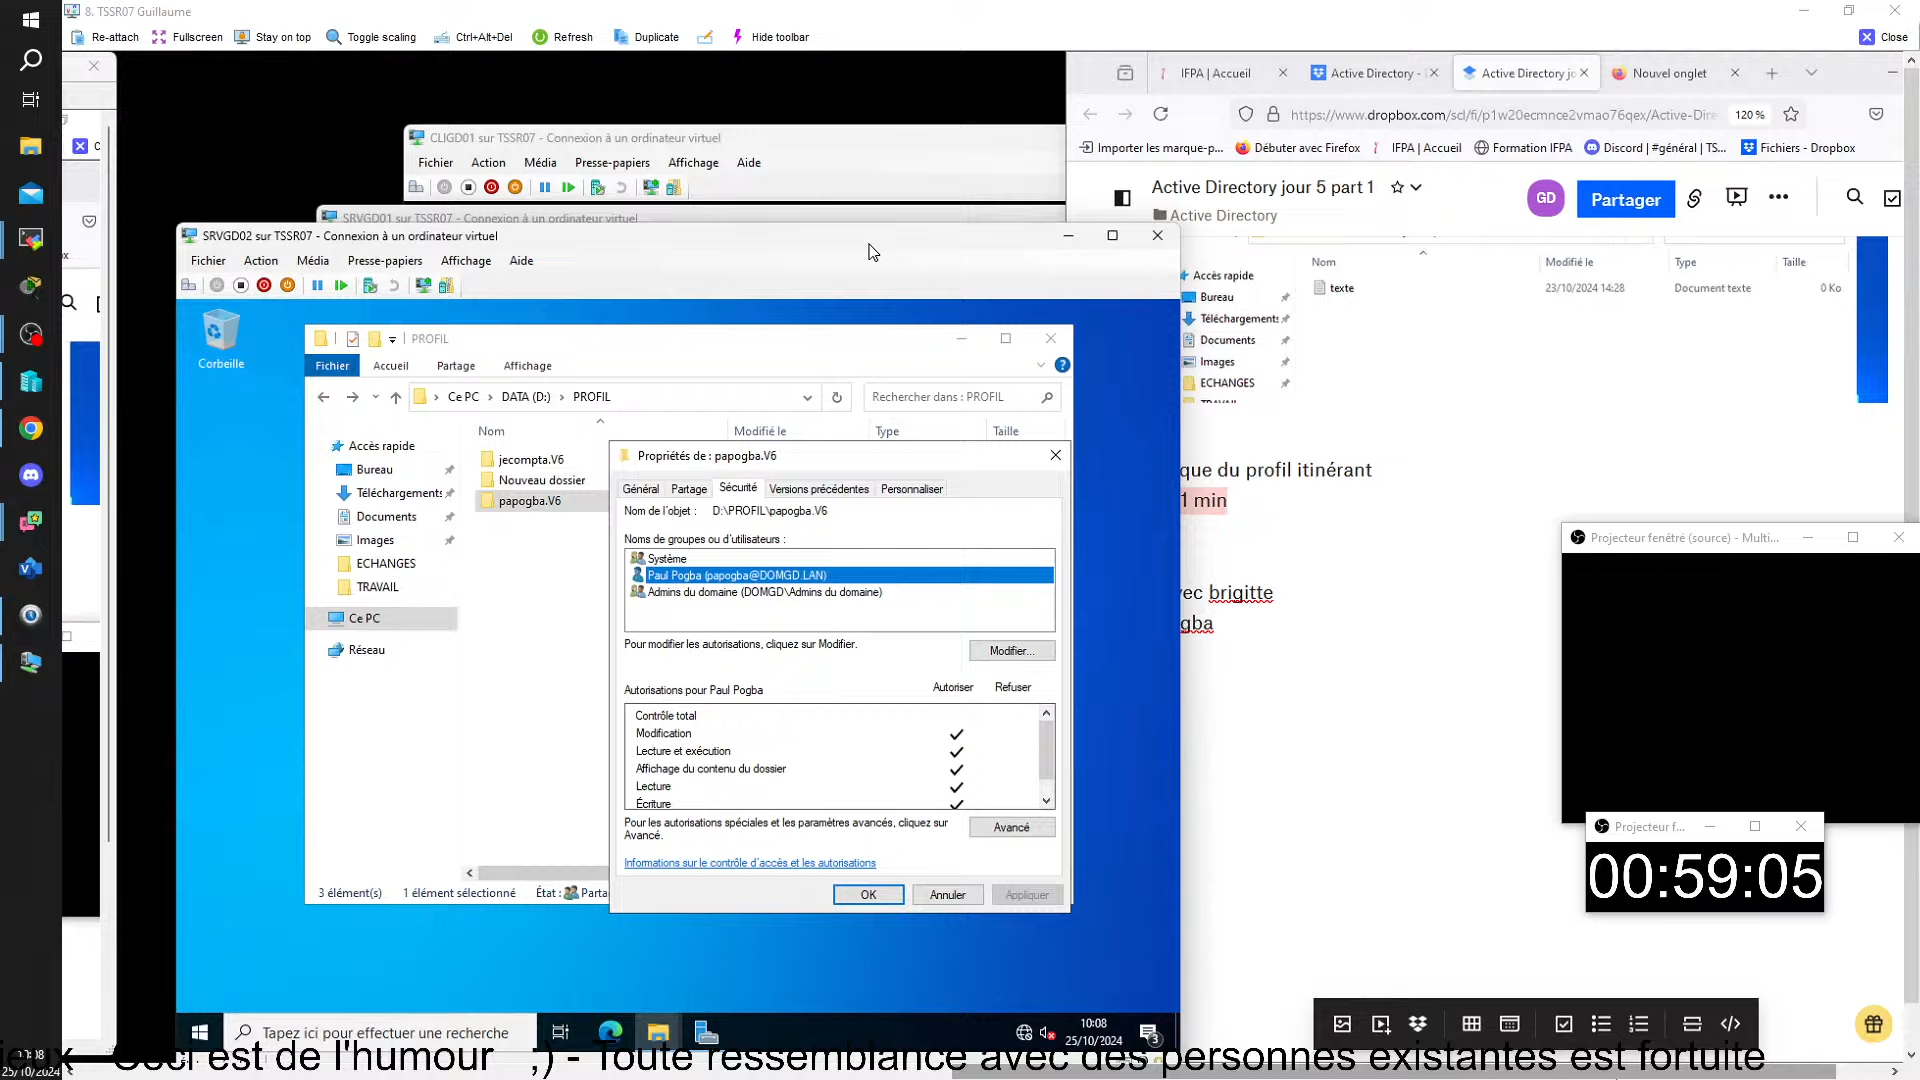 8. TSSR07 Guillaume
Re-attach Fullscreen Stay on top Toggle scaling Ctrl+Alt+Del Refresh Duplicate Hide toolbar Close
IFPA | Accueil Active Directory - Active Directory jo Nouvel onglet
https://www.dropbox.com/scl/fi/p1w20ecmnce2vmao76qex/Active-Dire 120 %
CLIGD01 sur TSSR07 - Connexion à un ordinateur virtuel
Fichier Action Média Presse-papiers Affichage Aide
Importer les marque-p... Débuter avec Firefox IFPA | Accueil Formation IFPA Discord | #général | TS... Fichiers - Dropbox
Active Directory jour 5 part 1
GD Partager
Active Directory
SRVGD01 sur TSSR07 - Connexion à un ordinateur virtuel
SRVGD02 sur TSSR07 - Connexion à un ordinateur virtuel
Fichier Action Média Presse-papiers Affichage Aide
Nom Modifié le Type Taille
Accès rapide
texte 23/10/2024 14:28 Document texte 0 Ko
Bureau
Téléchargements
Documents
Images
ECHANGES
que du profil itinérant
1 min
vec brigitte
gba
Corbeille
PROFIL
Fichier Accueil Partage Affichage
Ce PC DATA (D:) PROFIL Rechercher dans : PROFIL
Nom Modifié le Type Taille
Accès rapide
Bureau
Téléchargements
Documents
Images
ECHANGES
TRAVAIL
Ce PC
Réseau
jecompta.V6
Nouveau dossier
papogba.V6
3 élément(s) 1 élément sélectionné État : Parta
Propriétés de : papogba.V6
Général Partage Sécurité Versions précédentes Personnaliser
Nom de l'objet : D:\PROFIL\papogba.V6
Noms de groupes ou d'utilisateurs :
Système
Paul Pogba (papogba@DOMGD.LAN)
Admins du domaine (DOMGD\Admins du domaine)
Pour modifier les autorisations, cliquez sur Modifier.
Modifier...
Autorisations pour Paul Pogba Autoriser Refuser
Contrôle total
Modification
Lecture et exécution
Affichage du contenu du dossier
Lecture
Écriture
Pour les autorisations spéciales et les paramètres avancés, cliquez sur
Avancé.
Avancé
Informations sur le contrôle d'accès et les autorisations
OK Annuler Appliquer
Projecteur fenêtré (source) - Multi...
Projecteur f...
00:59:05
Tapez ici pour effectuer une recherche
10:08
25/10/2024
3
Ceci est de l'humour ;) - Toute ressemblance avec des personnes existantes est fortuite
10:08
25/10/2024